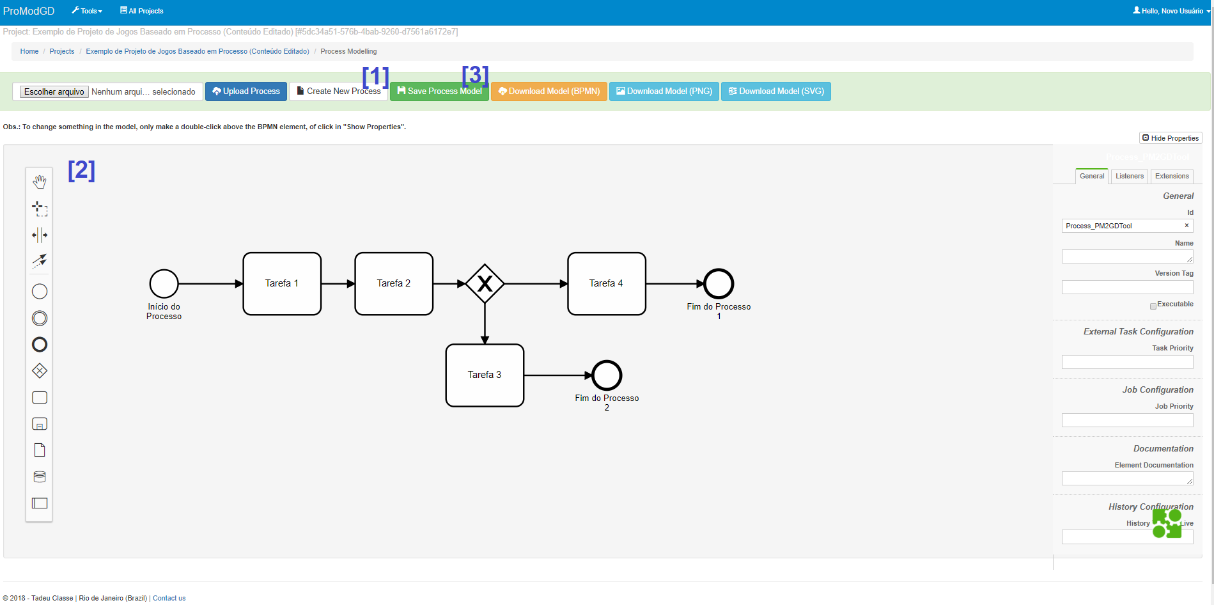 ProModGD Tools All Projects Hello, Novo Usuário
Project: Exemplo de Projeto de Jogos Baseado em Processo (Conteúdo Editado) [#5dc34a51-576b-4bab-9260-d7561a6172e7]
Home / Projects / Exemplo de Projeto de Jogos Baseado em Processo (Conteúdo Editado) / Process Modelling
[1] [3]
Escolher arquivo Nenhum arqui... selecionado Upload Process Create New Process Save Process Model Download Model (BPMN) Download Model (PNG) Download Model (SVG)
Obs.: To change something in the model, only make a double-click above the BPMN element, of click in "Show Properties".
Hide Properties
[2]
General Listeners Extensions
General
Id
Process_PM2GDTool ×
Name
Version Tag
Executable
External Task Configuration
Task Priority
Job Configuration
Job Priority
Documentation
Element Documentation
History Configuration
History Live
Tarefa 1
Tarefa 2
X
Tarefa 4
Início do
Processo
Fim do Processo
1
Tarefa 3
Fim do Processo
2
© 2018 - Tadeu Classe | Rio de Janeiro (Brazil) | Contact us